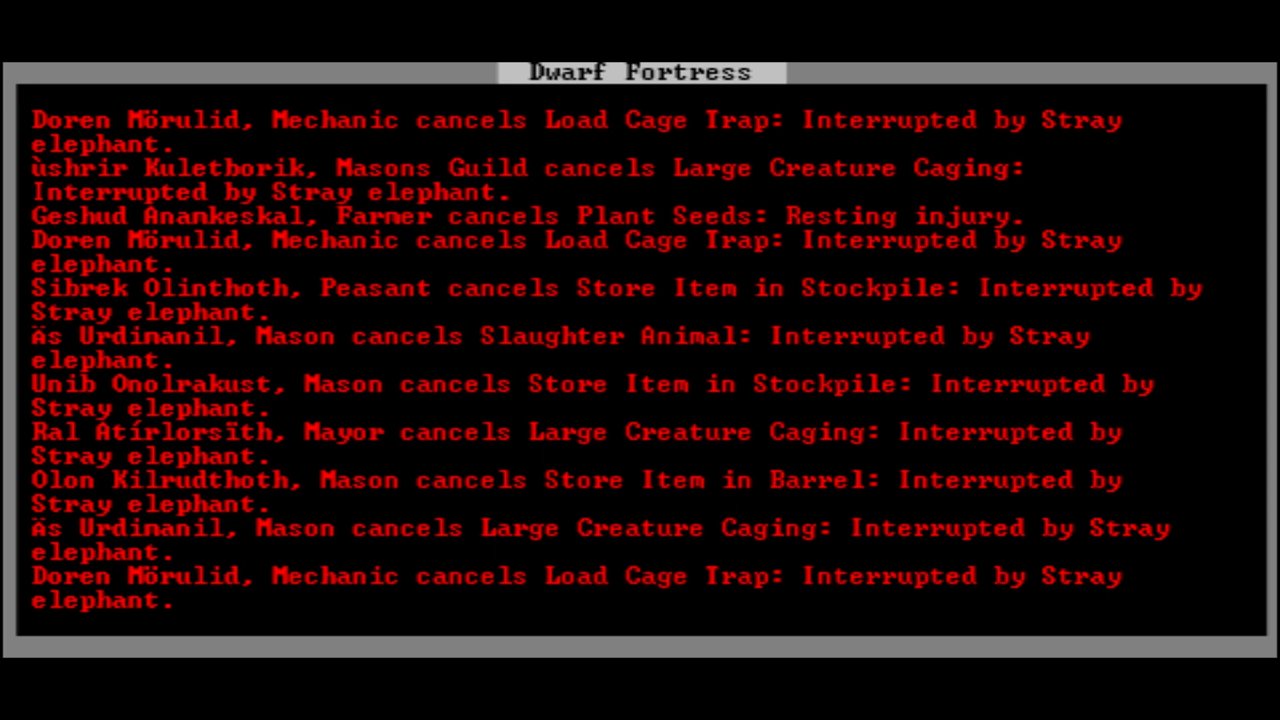 Dwarf Fortress
Doren Mörulid, Mechanic cancels Load Cage Trap: Interrupted by Stray
elephant.
ùshrir Kuletborik, Masons Guild cancels Large Creature Caging:
Interrupted by Stray elephant.
Geshud Anamkeskal, Farmer cancels Plant Seeds: Resting injury.
Doren Mörulid, Mechanic cancels Load Cage Trap: Interrupted by Stray
elephant.
Sibrek Olinthoth, Peasant cancels Store Item in Stockpile: Interrupted by
Stray elephant.
äs Urdimanil, Mason cancels Slaughter Animal: Interrupted by Stray
elephant.
Unib Onolrakust, Mason cancels Store Item in Stockpile: Interrupted by
Stray elephant.
Ral Atírlorsïth, Mayor cancels Large Creature Caging: Interrupted by
Stray elephant.
Olon Kilrudthoth, Mason cancels Store Item in Barrel: Interrupted by
Stray elephant.
äs Urdimanil, Mason cancels Large Creature Caging: Interrupted by Stray
elephant.
Doren Mörulid, Mechanic cancels Load Cage Trap: Interrupted by Stray
elephant.